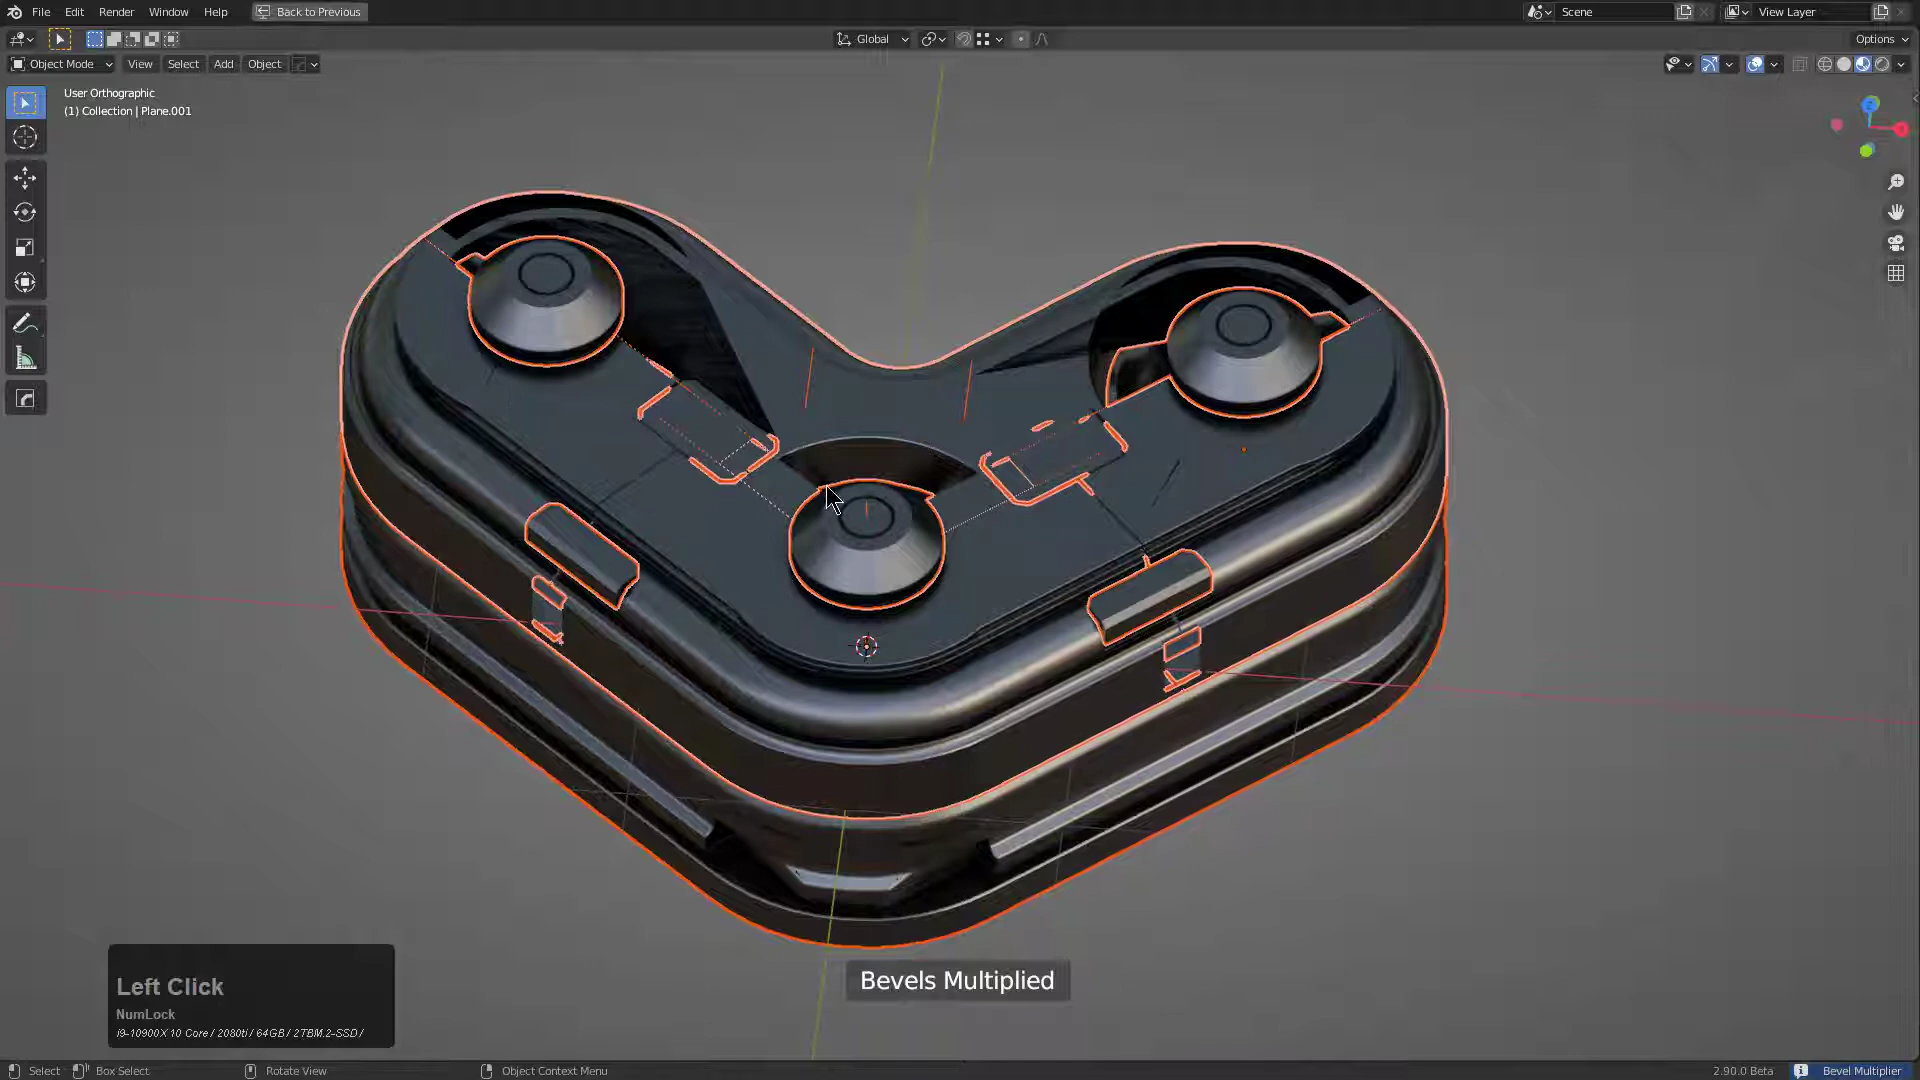 File Edit Render Window Help Back to Previous Scene View Layer
Global Options
Object Mode View Select Add Object
User Orthographic
(1) Collection | Plane.001
Z
Bevels Multiplied
Left Click
NumLock
i9-10900X 10 Core / 2080ti / 64GB / 2TBM.2-SSD /
Select Box Select Rotate View Object Context Menu 2.90.0 Beta Bevel Multiplier